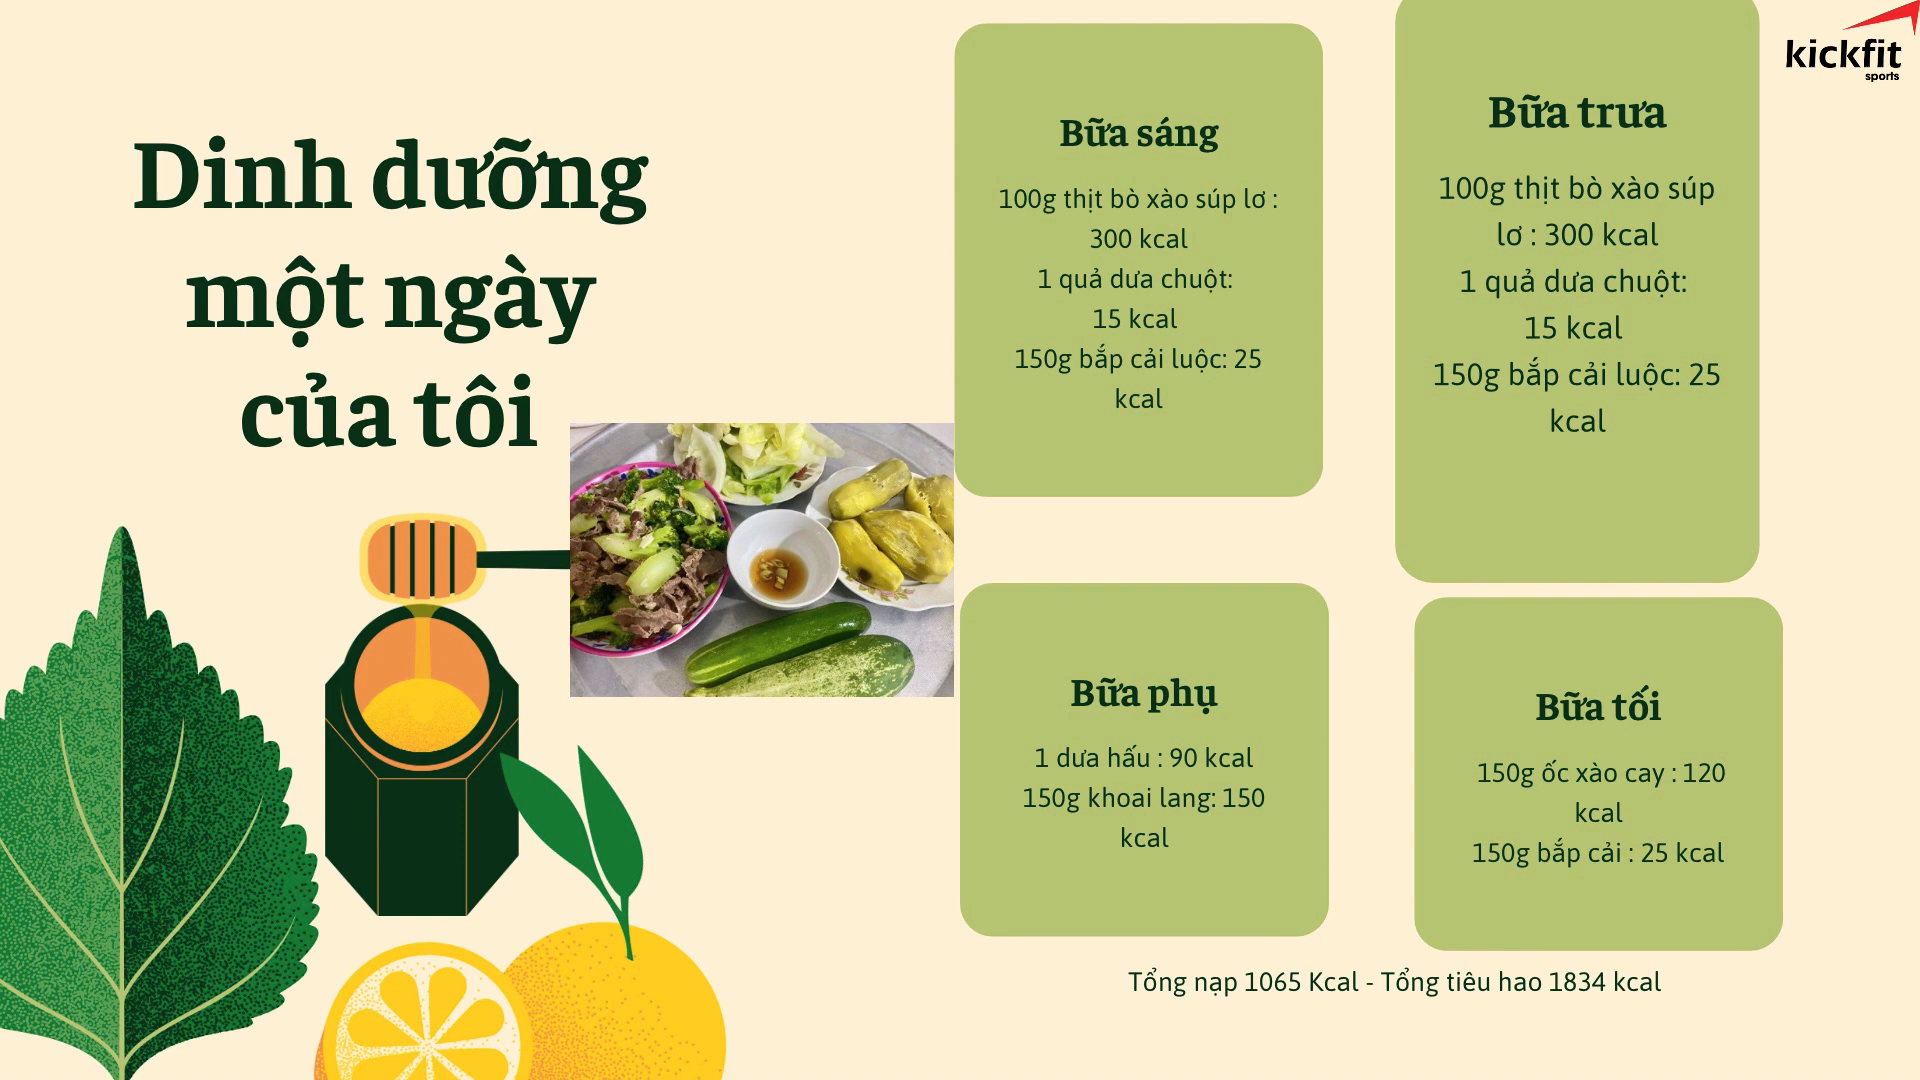 Dinh dưỡng
một ngày
của tôi
Bữa sáng
100g thịt bò xào súp lơ :
300 kcal
1 quả dưa chuột:
15 kcal
150g bắp cải luộc: 25
kcal
Bữa trưa
100g thịt bò xào súp
lơ : 300 kcal
1 quả dưa chuột:
15 kcal
150g bắp cải luộc: 25
kcal
kickfit
sports
Bữa phụ
1 dưa hấu : 90 kcal
150g khoai lang: 150
kcal
Bữa tối
150g ốc xào cay : 120
kcal
150g bắp cải : 25 kcal
Tổng nạp 1065 Kcal - Tổng tiêu hao 1834 kcal